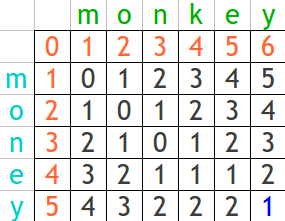 m o n k e y
0 1 2 3 4 5 6
m 1 0 1 2 3 4 5
o 2 1 0 1 2 3 4
n 3 2 1 0 1 2 3
e 4 3 2 1 1 1 2
y 5 4 3 2 2 2 1